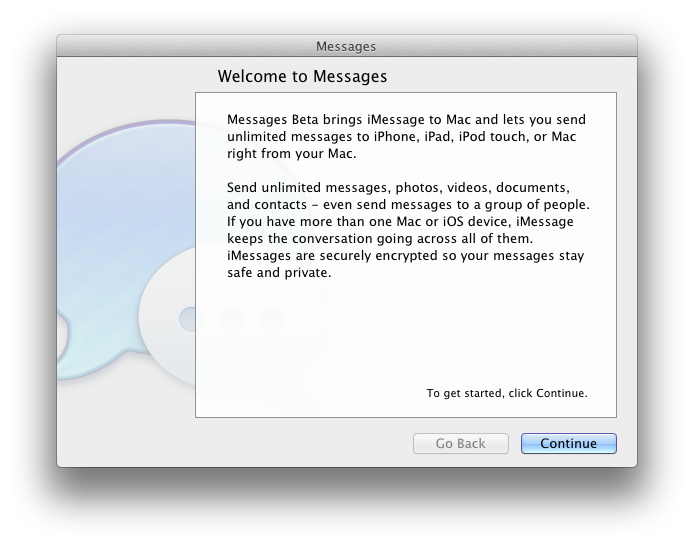 Messages
Welcome to Messages
Messages Beta brings iMessage to Mac and lets you send
unlimited messages to iPhone, iPad, iPod touch, or Mac
right from your Mac.
Send unlimited messages, photos, videos, documents,
and contacts – even send messages to a group of people.
If you have more than one Mac or iOS device, iMessage
keeps the conversation going across all of them.
iMessages are securely encrypted so your messages stay
safe and private.
To get started, click Continue.
Go Back
Continue